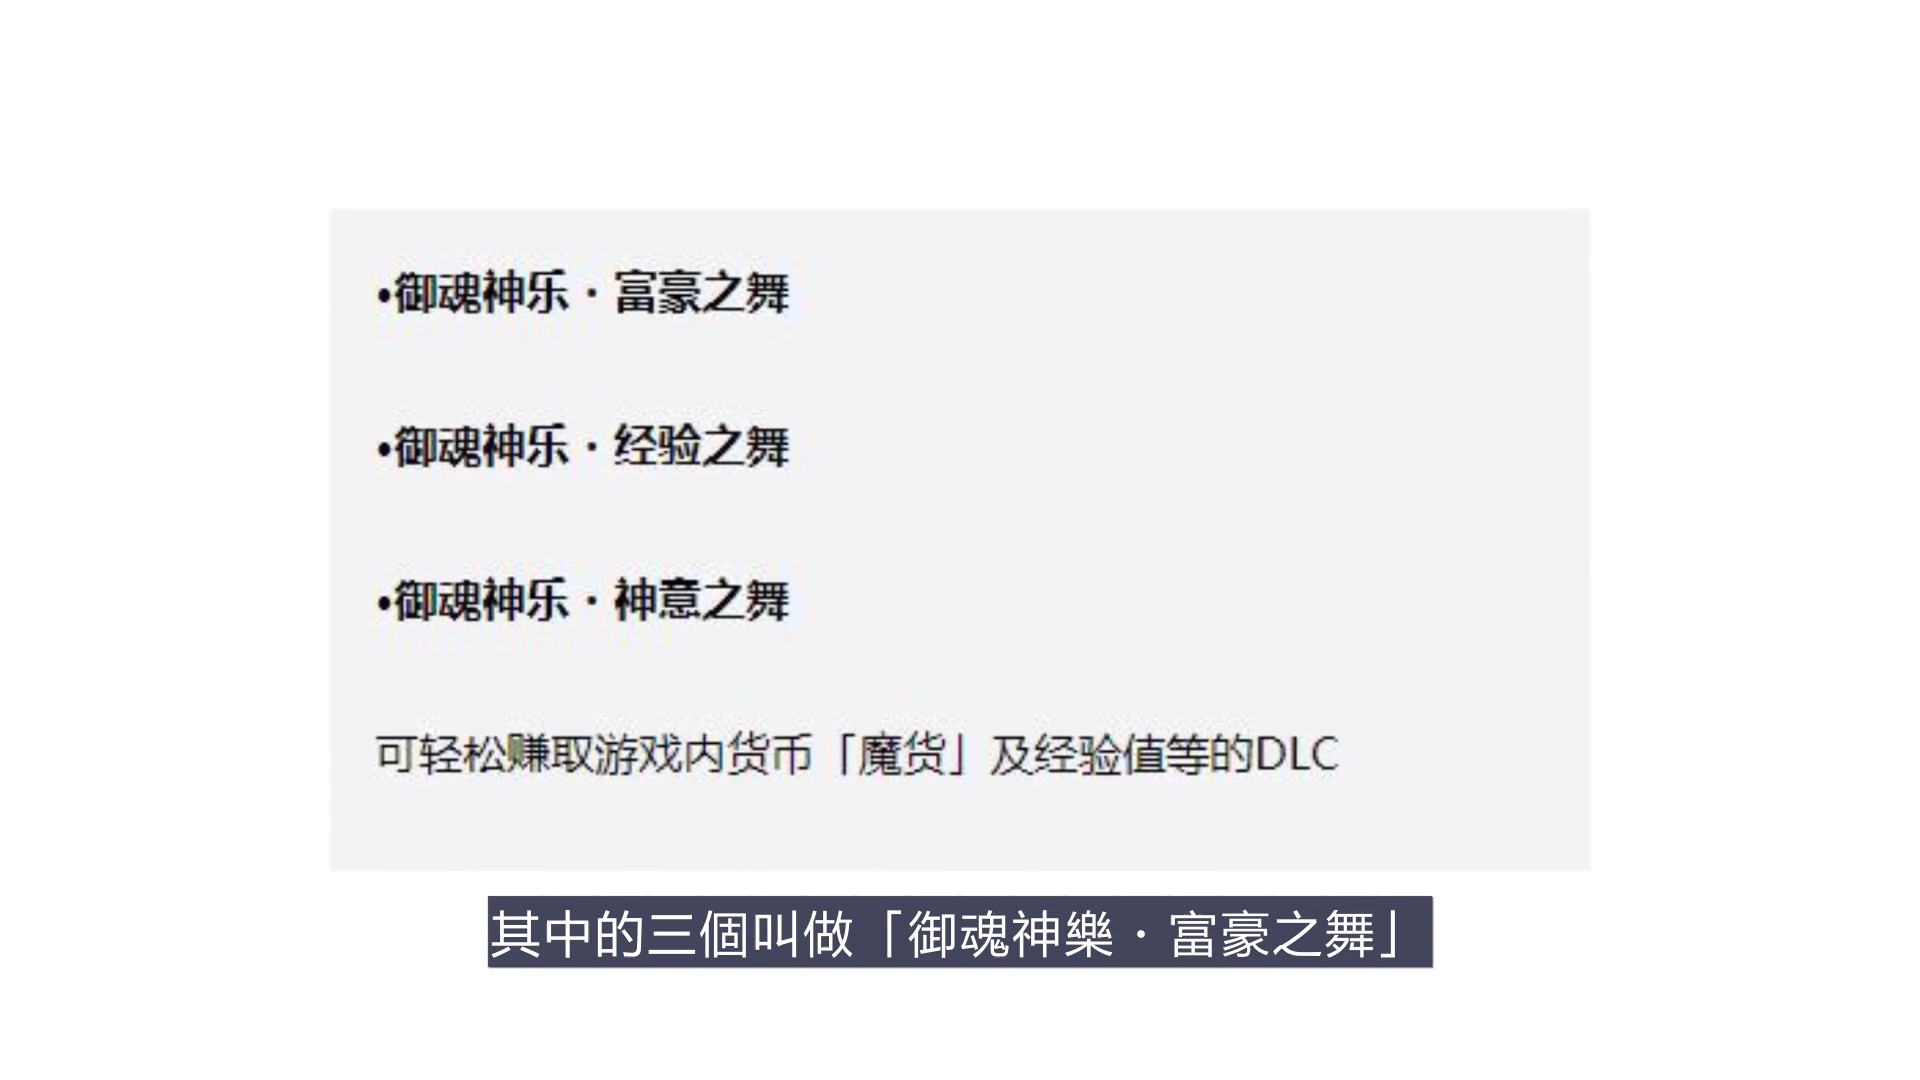 •御魂神乐・富豪之舞
•御魂神乐・经验之舞
•御魂神乐・神意之舞
可轻松赚取游戏内货币「魔货」及经验值等的DLC
其中的三個叫做「御魂神樂・富豪之舞」